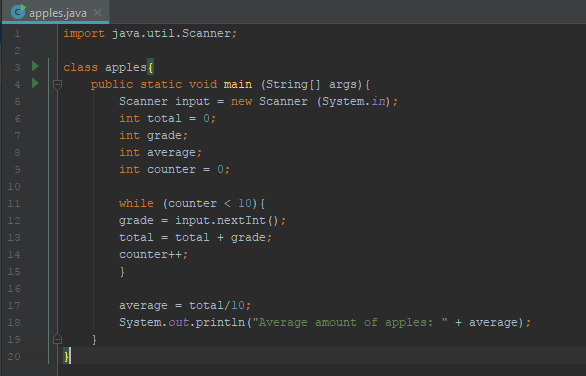 apples.java
1 import java.util.Scanner;
2
3 class apples{
4 public static void main (String[] args){
5 Scanner input = new Scanner (System.in);
6 int total = 0;
7 int grade;
8 int average;
9 int counter = 0;
10
11 while (counter < 10){
12 grade = input.nextInt();
13 total = total + grade;
14 counter++;
15 }
16
17 average = total/10;
18 System.out.println("Average amount of apples: " + average);
19 }
20 }